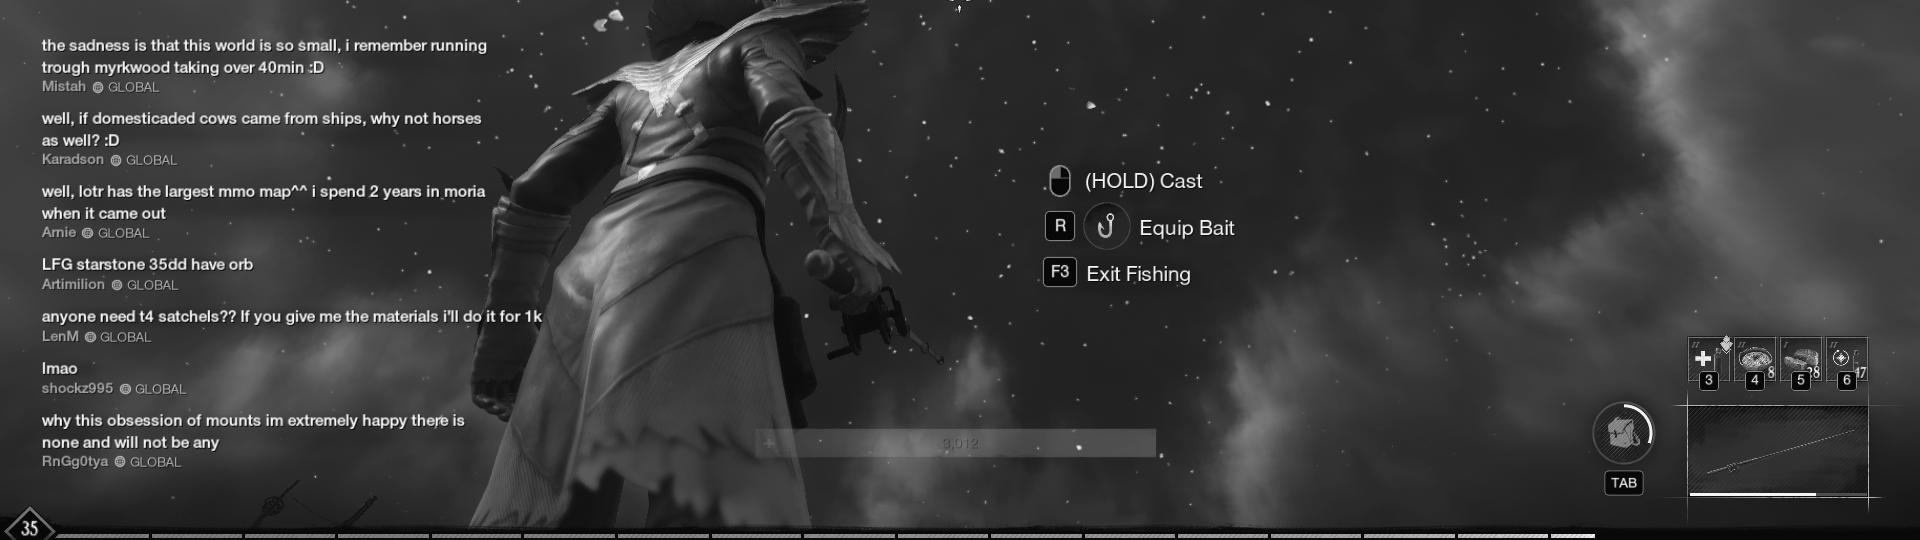 the sadness is that this world is so small, i remember running
trough myrkwood taking over 40min :D
Mistah GLOBAL
well, if domesticaded cows came from ships, why not horses
as well? :D
Karadson GLOBAL
well, lotr has the largest mmo map^^ i spend 2 years in moria
when it came out
Arnie GLOBAL
LFG starstone 35dd have orb
Artimilion GLOBAL
anyone need t4 satchels?? If you give me the materials i'll do it for 1k
LenM GLOBAL
lmao
shockz995 GLOBAL
why this obsession of mounts im extremely happy there is
none and will not be any
RnGg0tya GLOBAL
(HOLD) Cast
R Equip Bait
F3 Exit Fishing
3,012
8 28 17
3 4 5 6
TAB
35